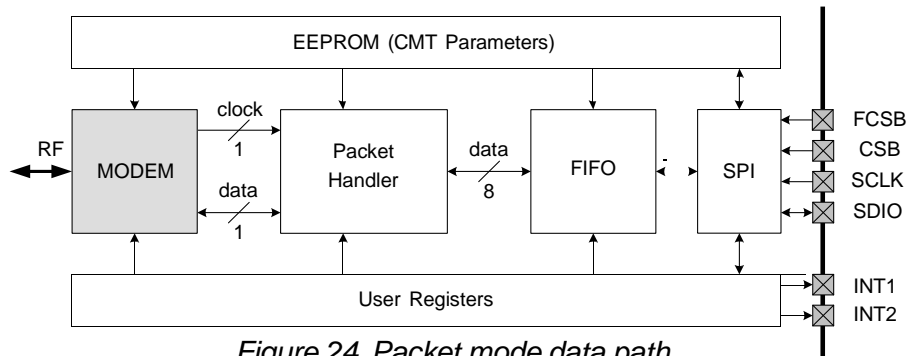 EEPROM (CMT Parameters)
RF
MODEM
clock
1
data
1
Packet
Handler
data
8
FIFO
SPI
FCSB
CSB
SCLK
SDIO
User Registers
INT1
INT2
Figure 24. Packet mode data path